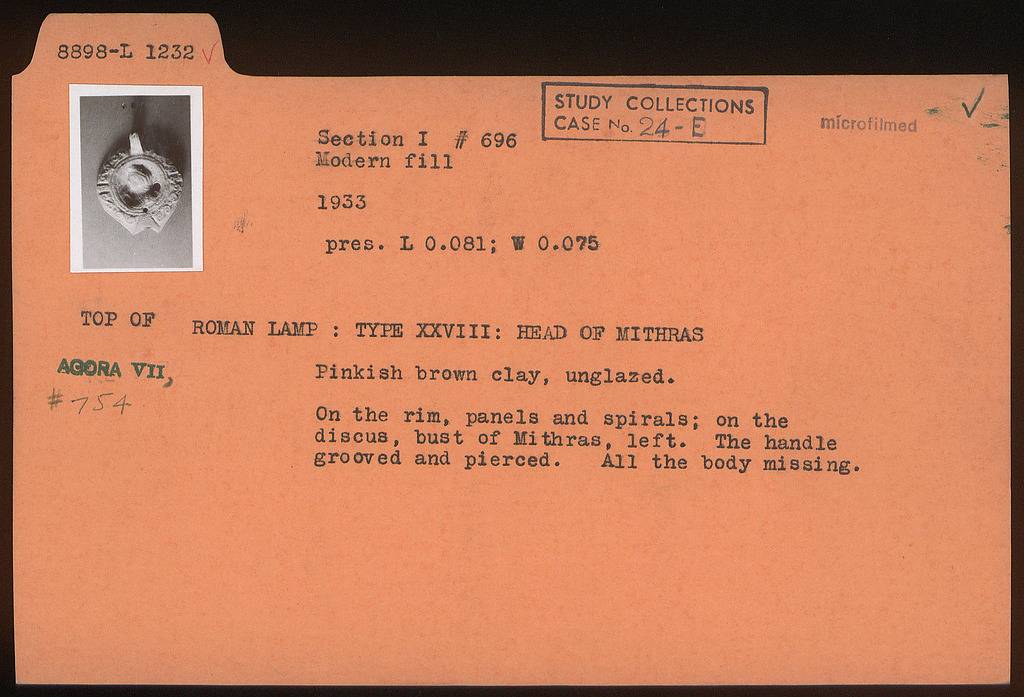 8898-L 1232 ✓
STUDY COLLECTIONS
CASE No. 24-E
microfilmed ✓
Section I # 696
Modern fill
1933
pres. L 0.081; W 0.075
TOP OF ROMAN LAMP : TYPE XXVIII: HEAD OF MITHRAS
AGORA VII,
#754
Pinkish brown clay, unglazed.
On the rim, panels and spirals; on the
discus, bust of Mithras, left. The handle
grooved and pierced. All the body missing.